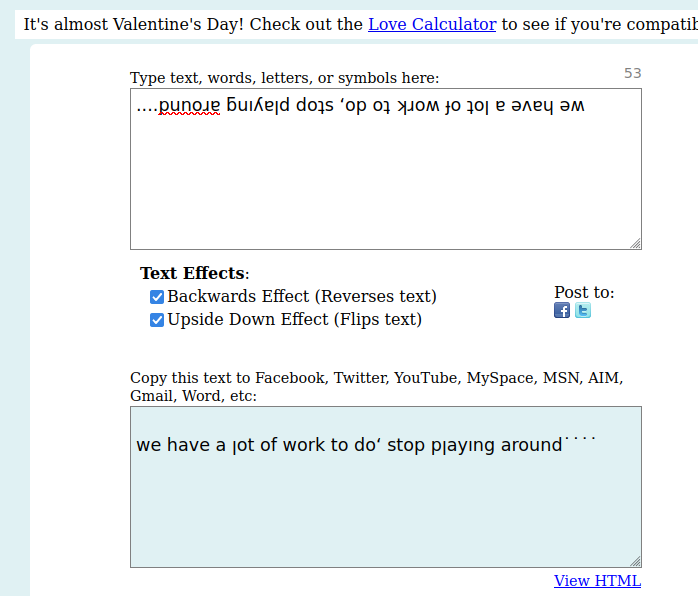 It's almost Valentine's Day! Check out the Love Calculator to see if you're compatib
53
Type text, words, letters, or symbols here:
....punoɹɐ ƃuıʎɐld doʇs ‘op oʇ ʞɹoʍ ɟo ʇol ɐ ǝʌɐɥ ǝʍ
Text Effects:
Backwards Effect (Reverses text)
Upside Down Effect (Flips text)
Post to:
f t
Copy this text to Facebook, Twitter, YouTube, MySpace, MSN, AIM,
Gmail, Word, etc:
we have a ןot of work to do‘ stop pןayıng around˙˙˙˙
View HTML